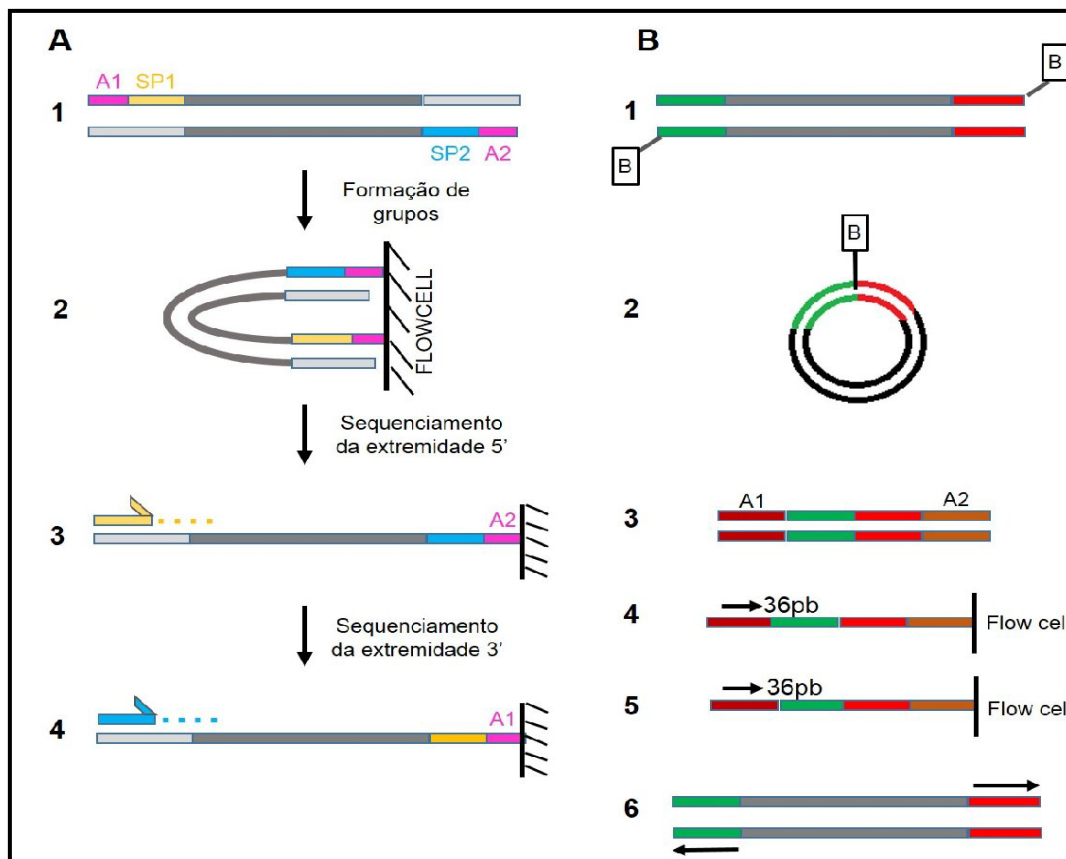 A
A1 SP1
1
SP2 A2
Formação de
grupos
2
FLOWCELL
Sequenciamento
da extremidade 5’
3
A2
Sequenciamento
da extremidade 3’
4
A1
B
B
1
B
B
2
A1 A2
3
4
36pb
Flow cel
5
36pb
Flow cel
6